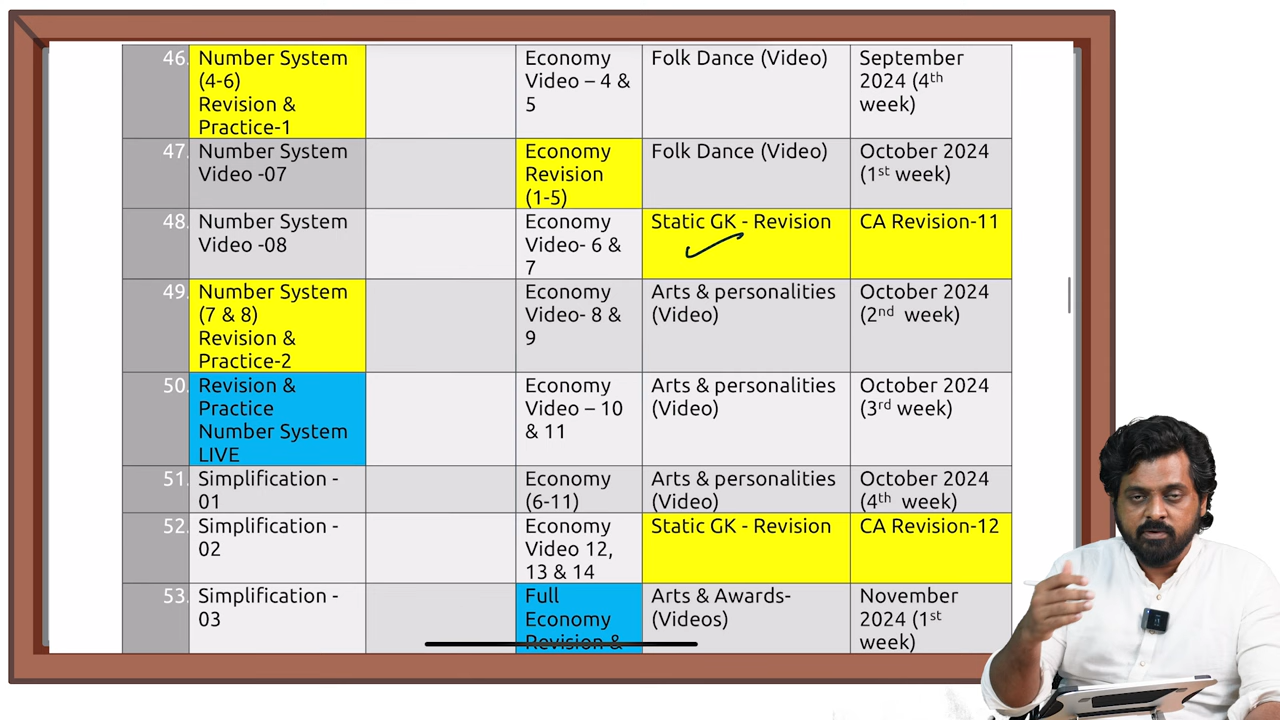 46.
Number System
(4-6)
Revision &
Practice-1
Economy
Video – 4 &
5
Folk Dance (Video)
September
2024 (4th
week)
47.
Number System
Video -07
Economy
Revision
(1-5)
Folk Dance (Video)
October 2024
(1st week)
48.
Number System
Video -08
Economy
Video- 6 &
7
Static GK - Revision
CA Revision-11
49.
Number System
(7 & 8)
Revision &
Practice-2
Economy
Video- 8 &
9
Arts & personalities
(Video)
October 2024
(2nd week)
50.
Revision &
Practice
Number System
LIVE
Economy
Video – 10
& 11
Arts & personalities
(Video)
October 2024
(3rd week)
51.
Simplification -
01
Economy
(6-11)
Arts & personalities
(Video)
October 2024
(4th week)
52.
Simplification -
02
Economy
Video 12,
13 & 14
Static GK - Revision
CA Revision-12
53.
Simplification -
03
Full
Economy
Revision &
Arts & Awards-
(Videos)
November
2024 (1st
week)